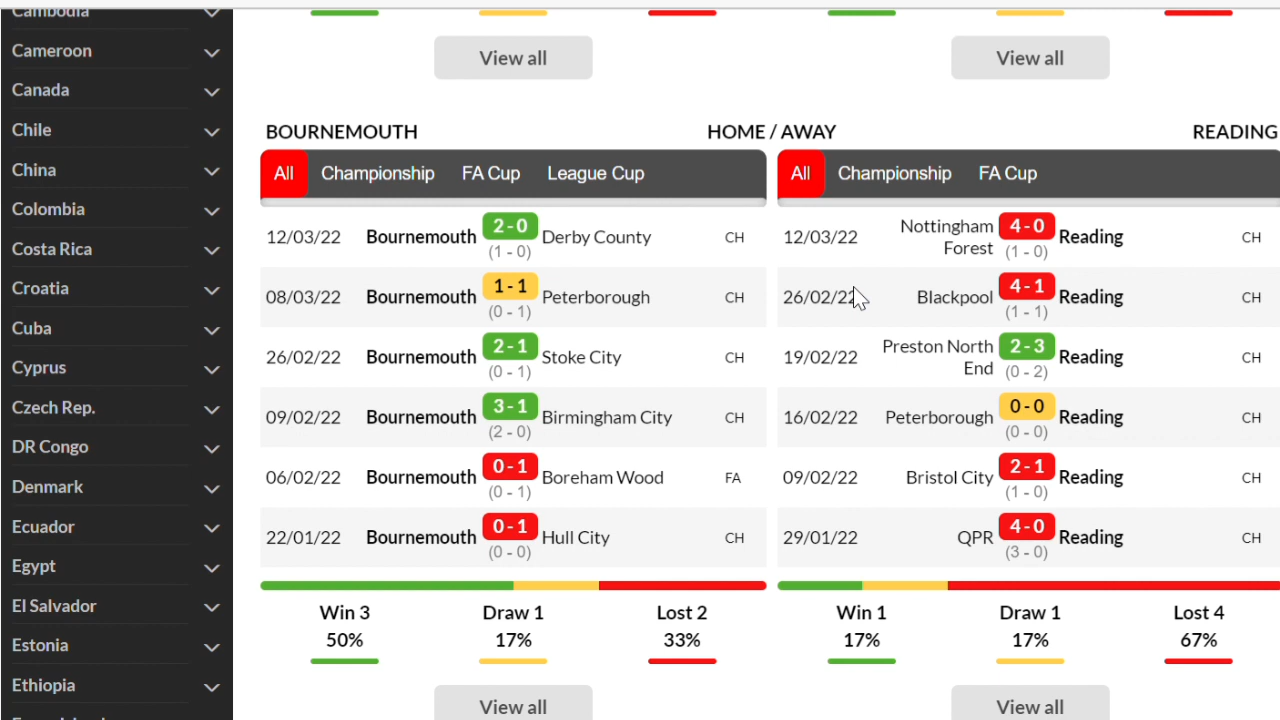 Cambodia
Cameroon
Canada
Chile
China
Colombia
Costa Rica
Croatia
Cuba
Cyprus
Czech Rep.
DR Congo
Denmark
Ecuador
Egypt
El Salvador
Estonia
Ethiopia
View all
View all
BOURNEMOUTH HOME / AWAY READING
All Championship FA Cup League Cup
12/03/22 Bournemouth 2 - 0 Derby County CH
(1 - 0)
08/03/22 Bournemouth 1 - 1 Peterborough CH
(0 - 1)
26/02/22 Bournemouth 2 - 1 Stoke City CH
(0 - 1)
09/02/22 Bournemouth 3 - 1 Birmingham City CH
(2 - 0)
06/02/22 Bournemouth 0 - 1 Boreham Wood FA
(0 - 1)
22/01/22 Bournemouth 0 - 1 Hull City CH
(0 - 0)
Win 3 Draw 1 Lost 2
50% 17% 33%
View all
All Championship FA Cup
12/03/22 Nottingham Forest 4 - 0 Reading CH
(1 - 0)
26/02/22 Blackpool 4 - 1 Reading CH
(1 - 1)
19/02/22 Preston North End 2 - 3 Reading CH
(0 - 2)
16/02/22 Peterborough 0 - 0 Reading CH
(0 - 0)
09/02/22 Bristol City 2 - 1 Reading CH
(1 - 0)
29/01/22 QPR 4 - 0 Reading CH
(3 - 0)
Win 1 Draw 1 Lost 4
17% 17% 67%
View all